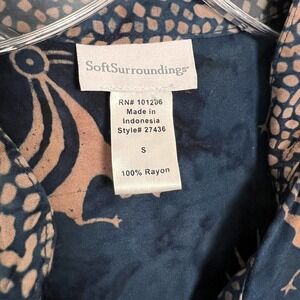 SoftSurroundings
RN# 101206
Made in
Indonesia
Style# 27436
S
100% Rayon